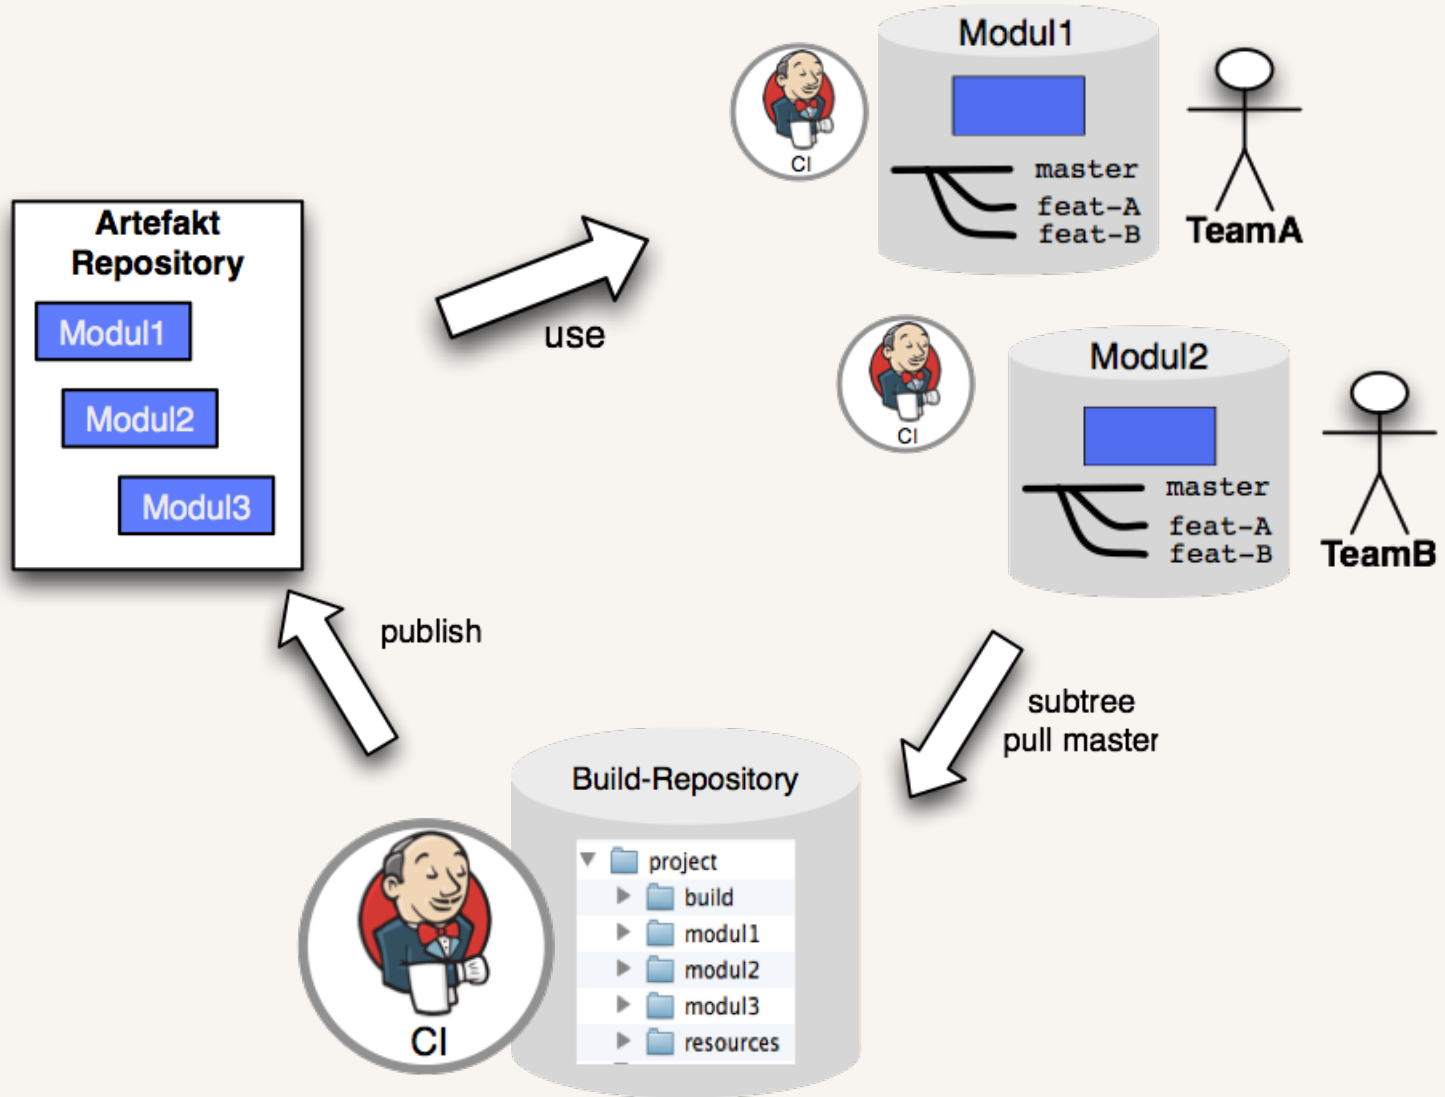 Artefakt
Repository
Modul1
Modul2
Modul3
use
CI
Modul1
master
feat-A
feat-B
TeamA
CI
Modul2
master
feat-A
feat-B
TeamB
subtree
pull master
publish
Build-Repository
project
build
modul1
modul2
modul3
resources
CI